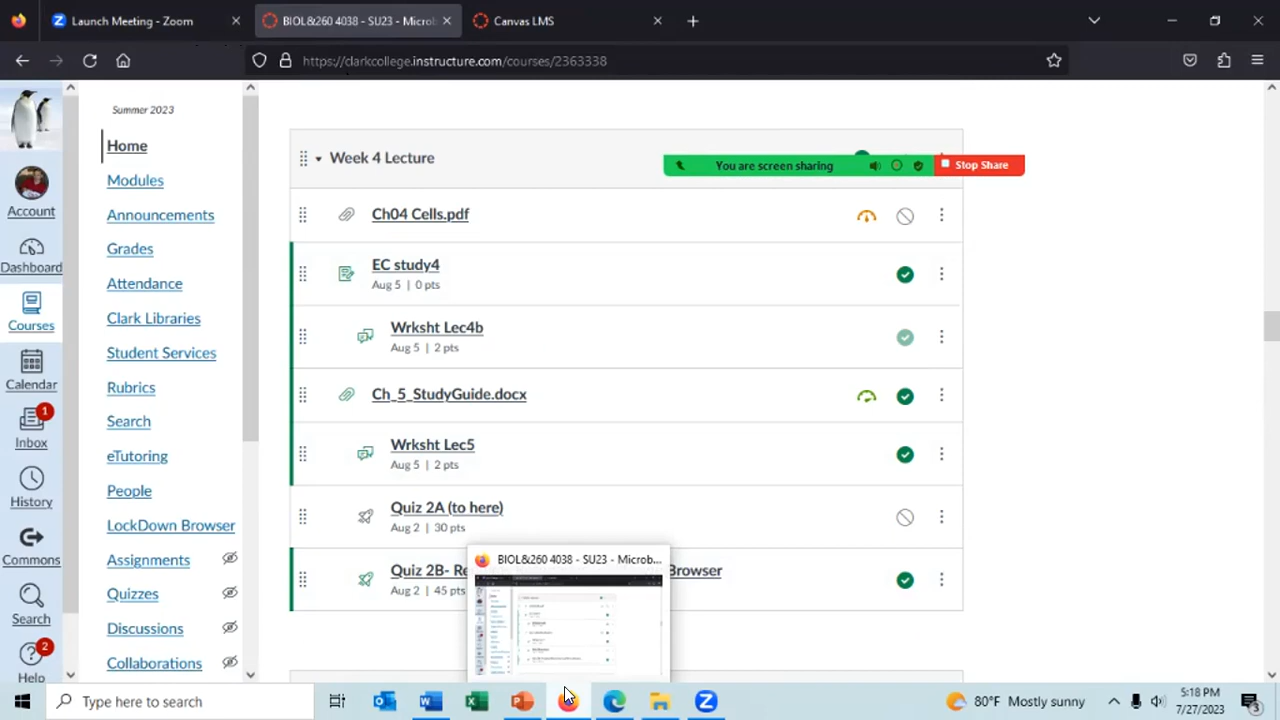 Launch Meeting - Zoom
BIOL&260 4038 - SU23 - Microb
Canvas LMS
https://clarkcollege.instructure.com/courses/2363338
Account
Dashboard
Courses
Calendar
1
Inbox
History
Commons
Search
2
Help
Summer 2023
Home
Modules
Announcements
Grades
Attendance
Clark Libraries
Student Services
Rubrics
Search
eTutoring
People
LockDown Browser
Assignments
Quizzes
Discussions
Collaborations
Week 4 Lecture
You are screen sharing
Stop Share
Ch04 Cells.pdf
EC study4
Aug 5 | 0 pts
Wrksht Lec4b
Aug 5 | 2 pts
Ch_5_StudyGuide.docx
Wrksht Lec5
Aug 5 | 2 pts
Quiz 2A (to here)
Aug 2 | 30 pts
Quiz 2B- Re Browser
Aug 2 | 45 pts
BIOL&260 4038 - SU23 - Microb...
Type here to search
80°F Mostly sunny
5:18 PM
7/27/2023
3